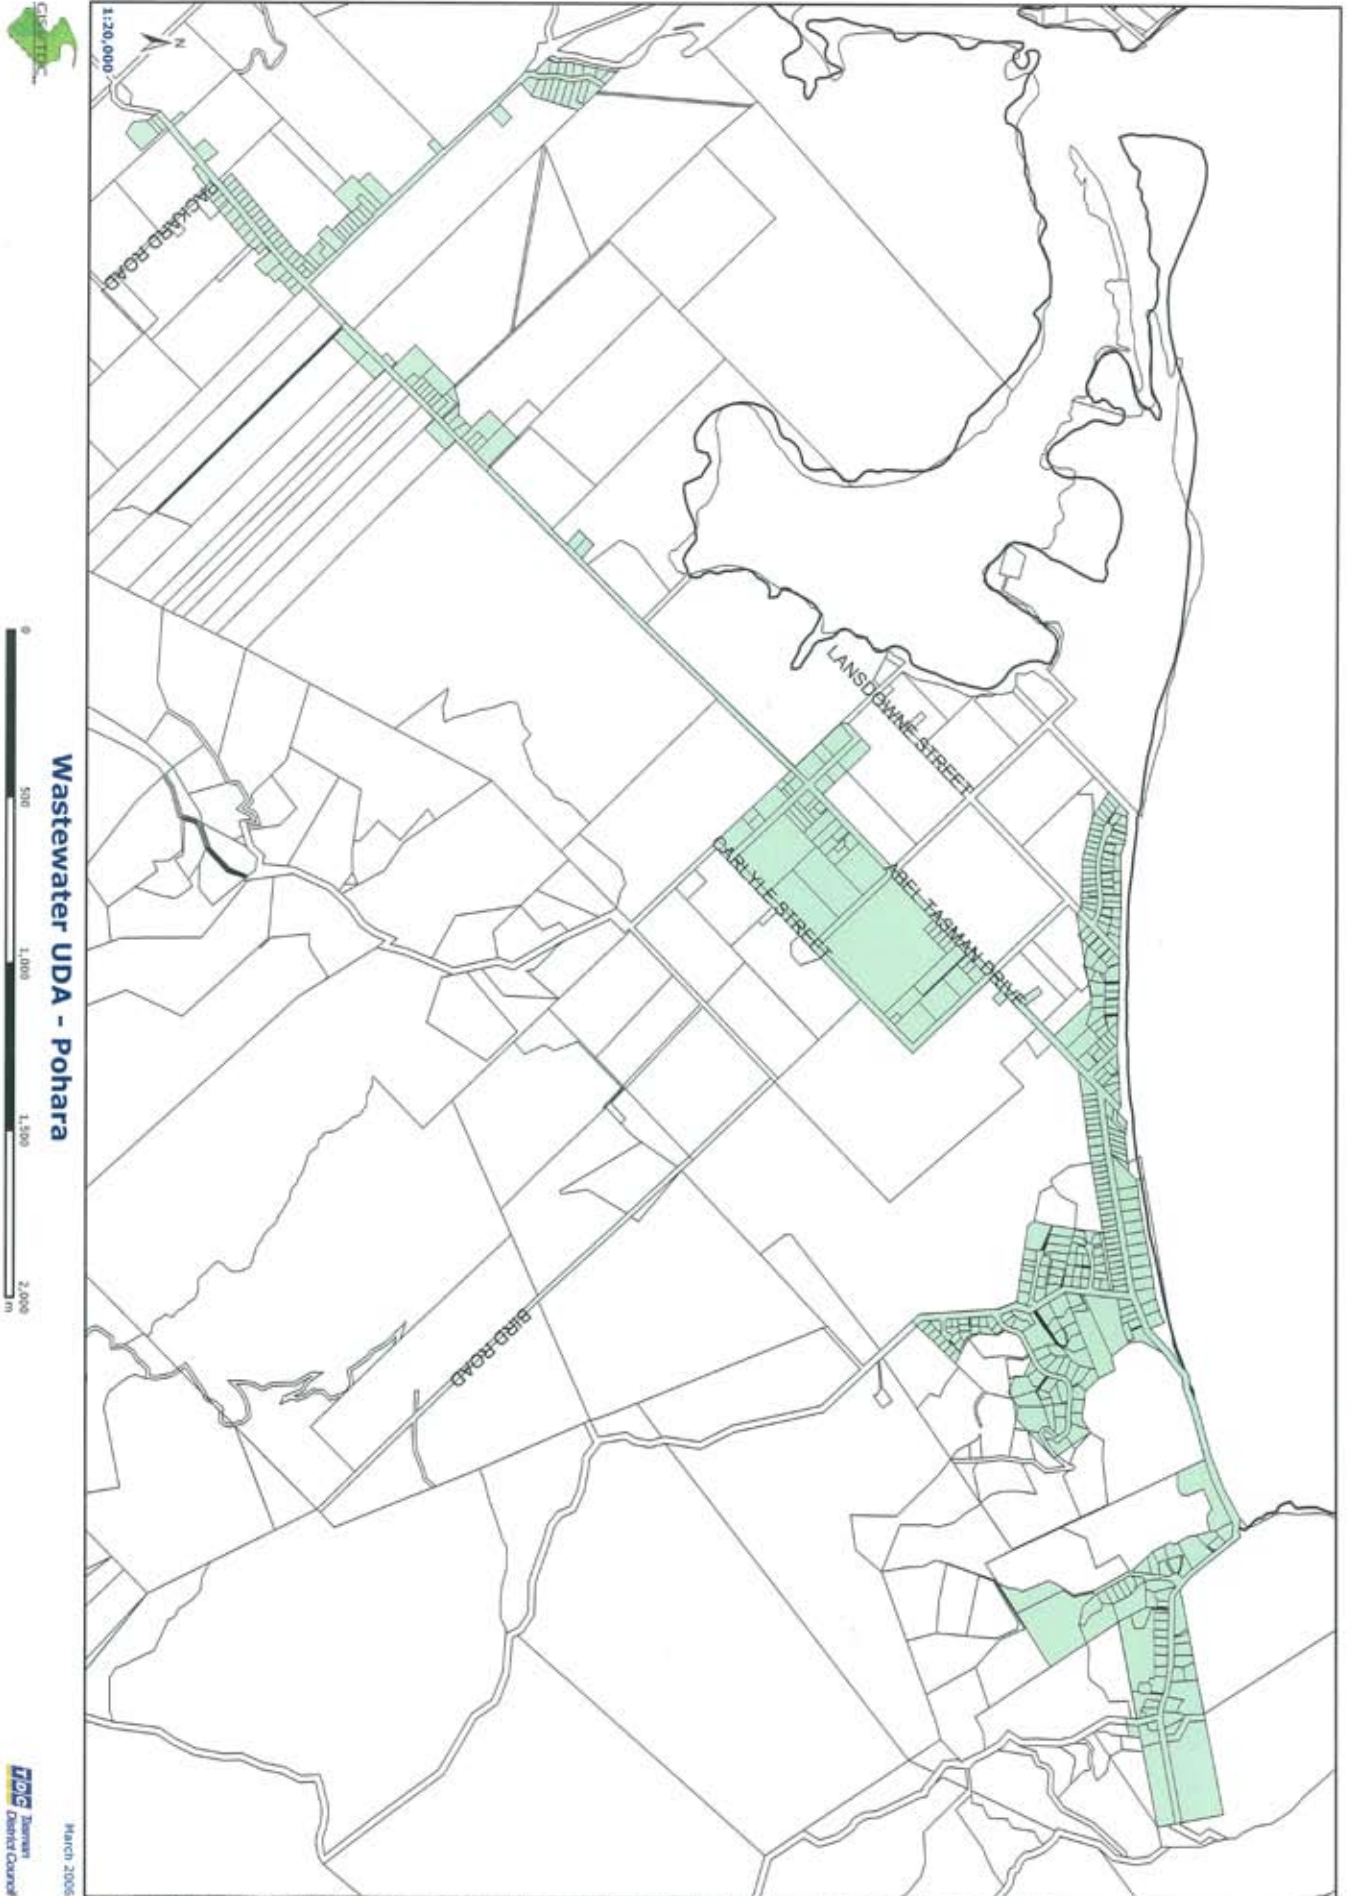 1:20,000
N
PACKARD ROAD
LANSDOWNE STREET
ABEL TASMAN DRIVE
CARLYLE STREET
BIRD ROAD
Wastewater UDA - Pohara
0 500 1,000 1,500 2,000 m
March 2006
TDC Tasman
District Council